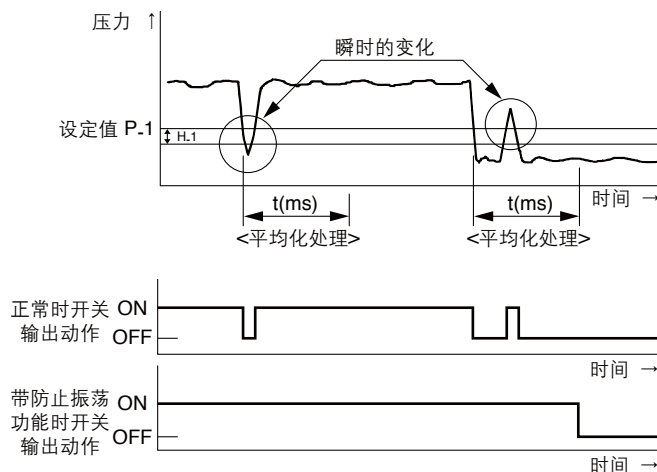 压力 ↑
瞬时的变化
设定值 P-1
H-1
时间 →
t(ms)
t(ms)
<平均化处理>
<平均化处理>
正常时开关 ON
输出动作 OFF
时间 →
带防止振荡 ON
功能时开关
输出动作 OFF
时间 →